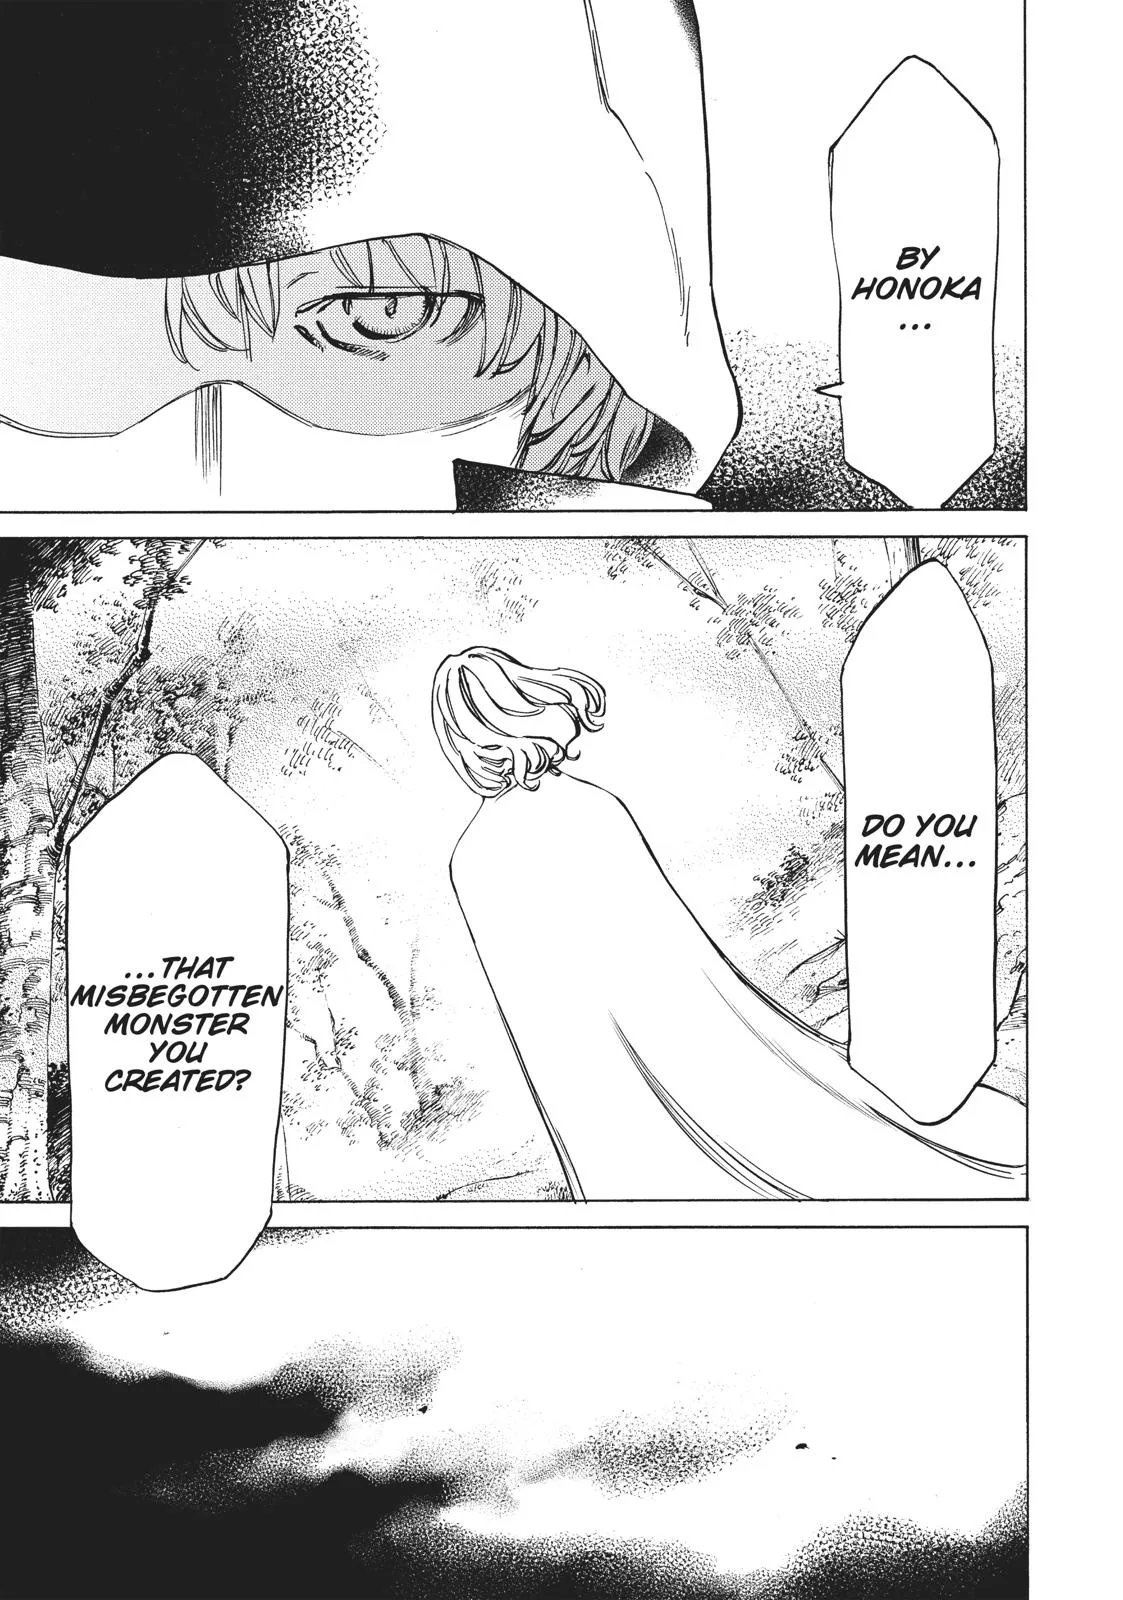 BY
HONOKA
...
DO YOU
MEAN...
...THAT
MISBEGOTTEN
MONSTER
YOU
CREATED?